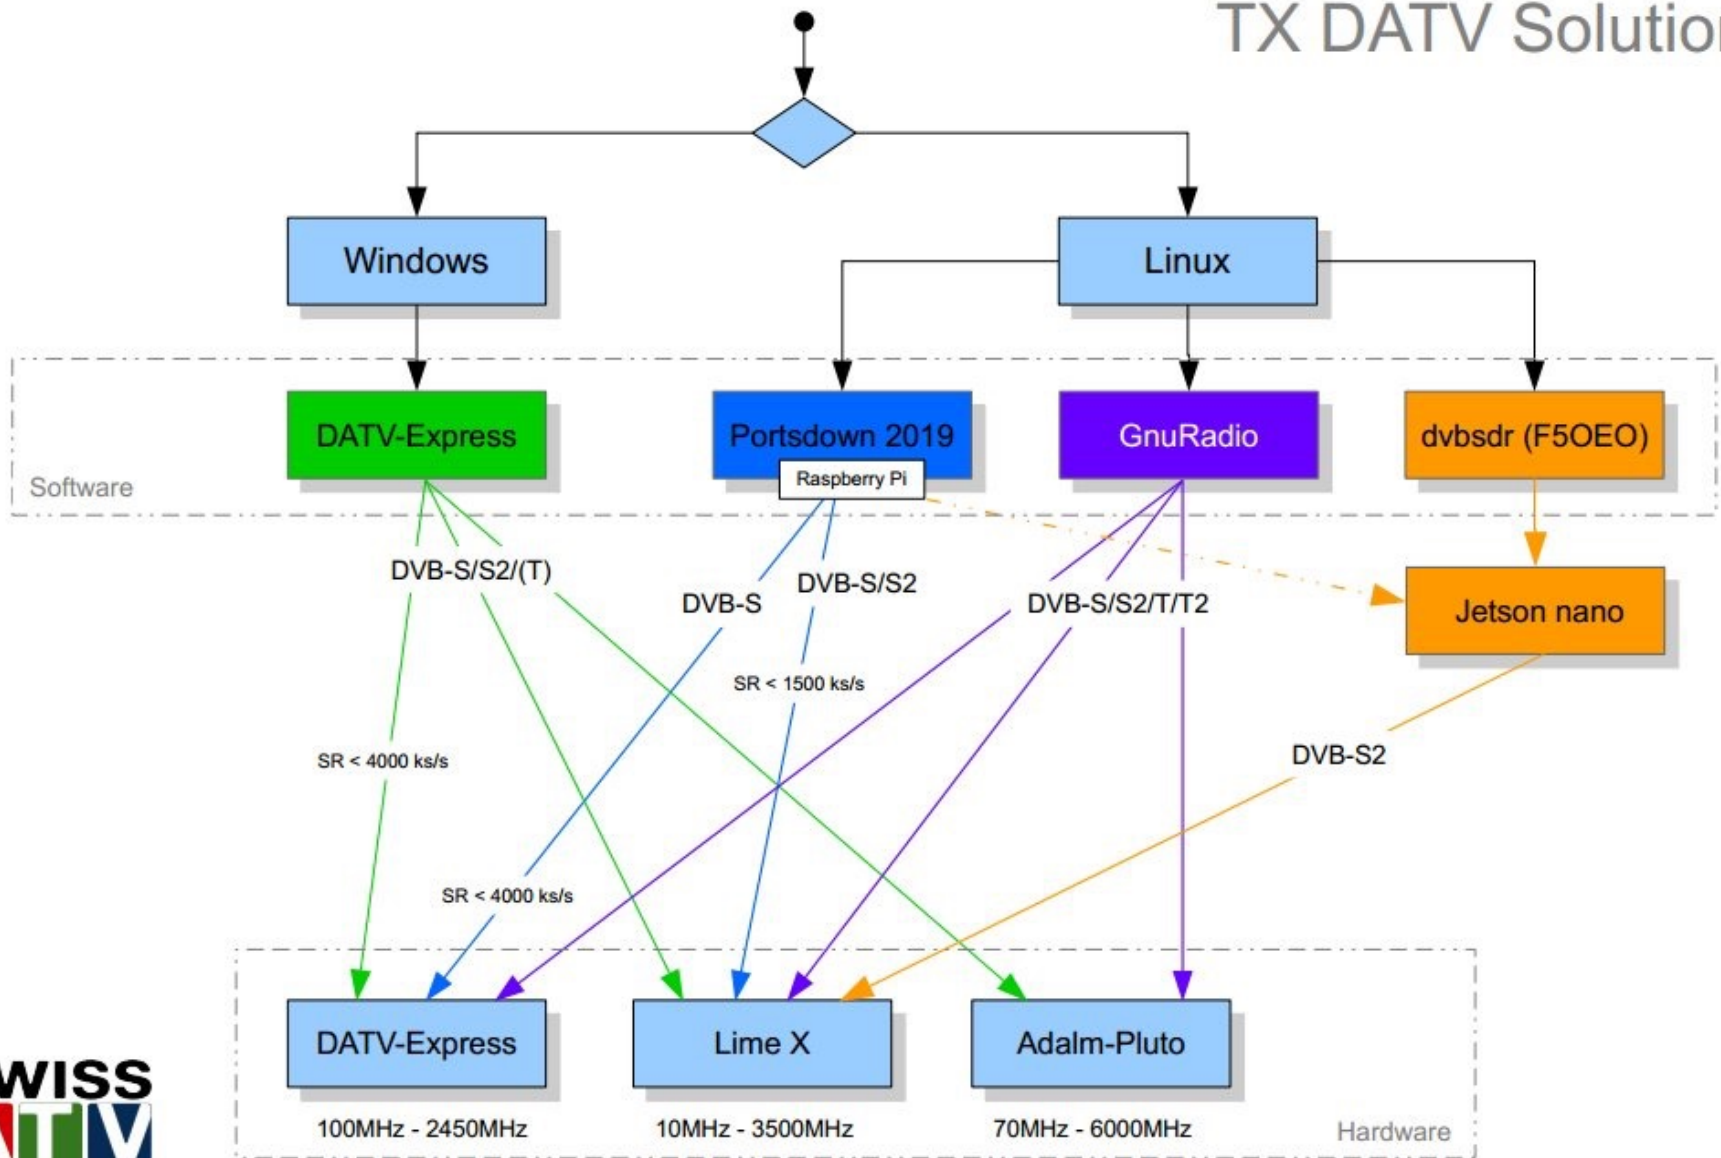 TX DATV Solution
Windows
Linux
DATV-Express
Portsdown 2019
GnuRadio
dvbsdr (F5OEO)
Raspberry Pi
Software
DVB-S/S2/(T)
DVB-S
DVB-S/S2
DVB-S/S2/T/T2
Jetson nano
SR < 1500 ks/s
SR < 4000 ks/s
DVB-S2
SR < 4000 ks/s
DATV-Express
Lime X
Adalm-Pluto
100MHz - 2450MHz
10MHz - 3500MHz
70MHz - 6000MHz
Hardware
WISS
TV